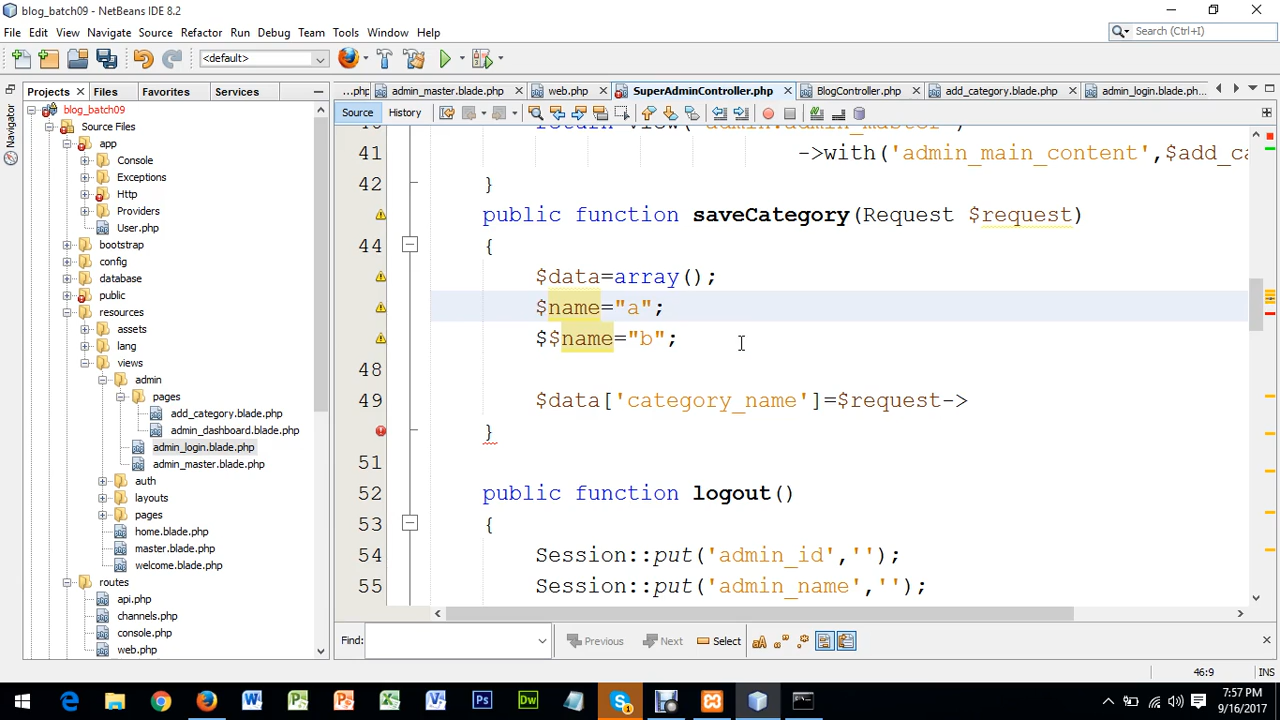 blog_batch09 - NetBeans IDE 8.2
File Edit View Navigate Source Refactor Run Debug Team Tools Window Help
Search (Ctrl+I)
<default>
Projects Files Favorites Services
...php admin_master.blade.php web.php SuperAdminController.php BlogController.php add_category.blade.php admin_login.blade.ph...
Source History
Navigator
blog_batch09
Source Files
app
Console
Exceptions
Http
Providers
User.php
bootstrap
config
database
public
resources
assets
lang
views
admin
pages
add_category.blade.php
admin_dashboard.blade.php
admin_login.blade.php
admin_master.blade.php
auth
layouts
pages
home.blade.php
master.blade.php
welcome.blade.php
routes
api.php
channels.php
console.php
web.php
40 return view('admin.admin_master')
41 ->with('admin_main_content',$add_ca
42 }
public function saveCategory(Request $request)
44 {
$data=array();
$name="a";
$$name="b";
48
49 $data['category_name']=$request->
}
51
52 public function logout()
53 {
54 Session::put('admin_id','');
55 Session::put('admin_name','');
Find: Previous Next Select
46:9 INS
7:57 PM
9/16/2017